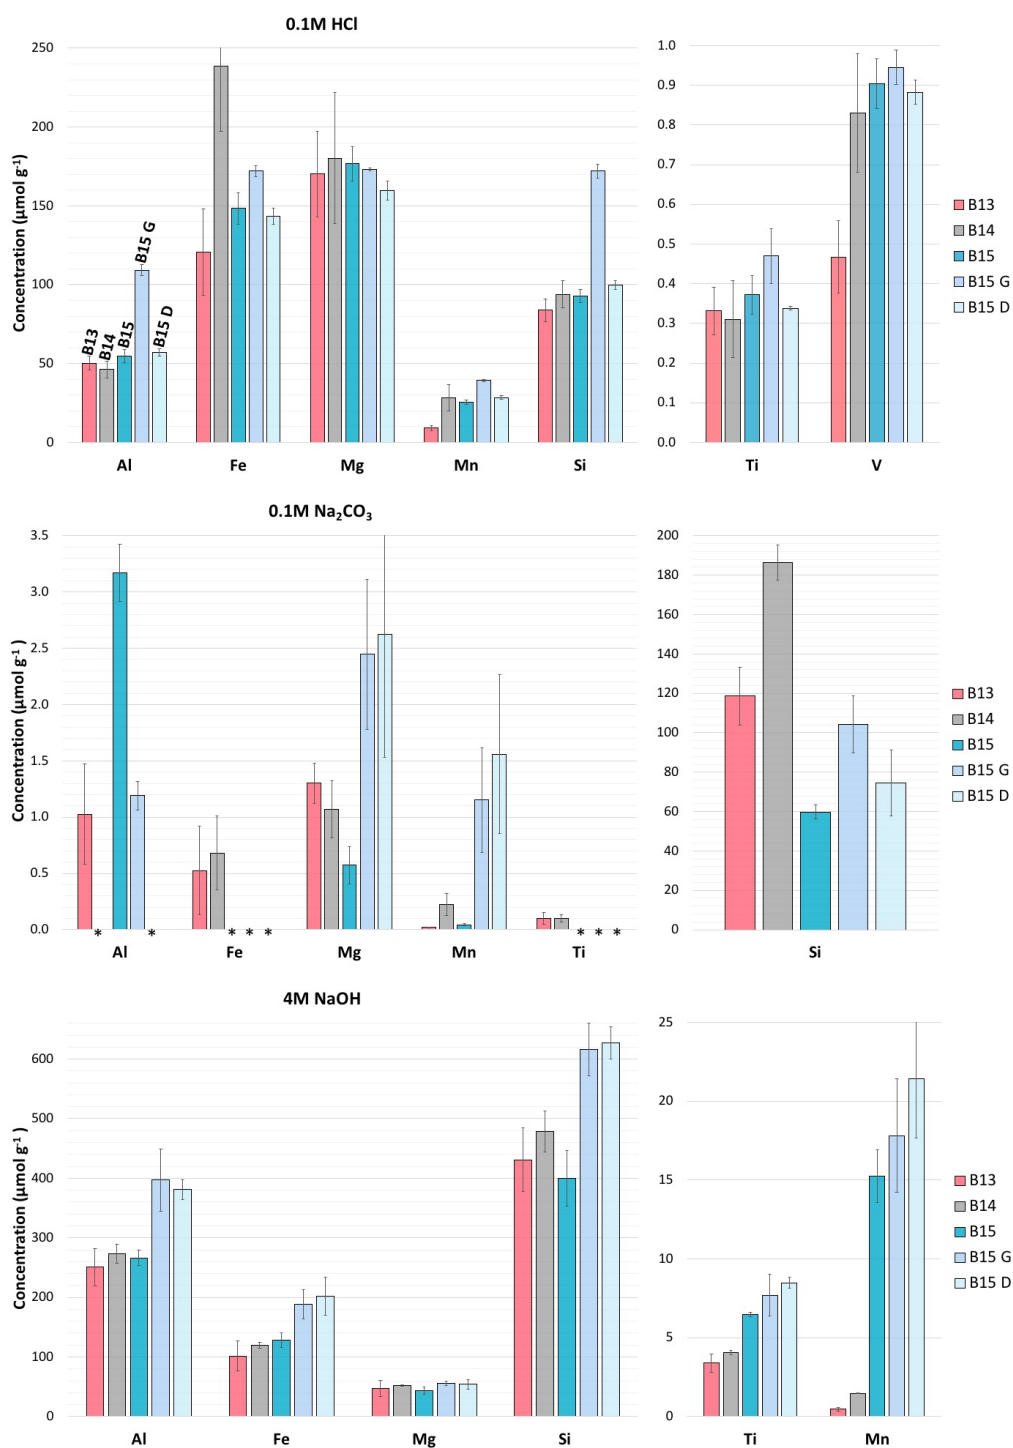 0.1M HCl
Concentration (µmol g⁻¹)
250
200
150
100
50
0
B13
B14
B15
B15 G
B15 D
Al
Fe
Mg
Mn
Si
1.0
0.9
0.8
0.7
0.6
0.5
0.4
0.3
0.2
0.1
0.0
Ti
V
B13
B14
B15
B15 G
B15 D
0.1M Na₂CO₃
Concentration (µmol g⁻¹ )
3.5
3.0
2.5
2.0
1.5
1.0
0.5
0.0
* * * * * * * *
Al
Fe
Mg
Mn
Ti
200
180
160
140
120
100
80
60
40
20
0
Si
B13
B14
B15
B15 G
B15 D
4M NaOH
Concentration (µmol g⁻¹ )
600
500
400
300
200
100
0
Al
Fe
Mg
Si
25
20
15
10
5
0
Ti
Mn
B13
B14
B15
B15 G
B15 D